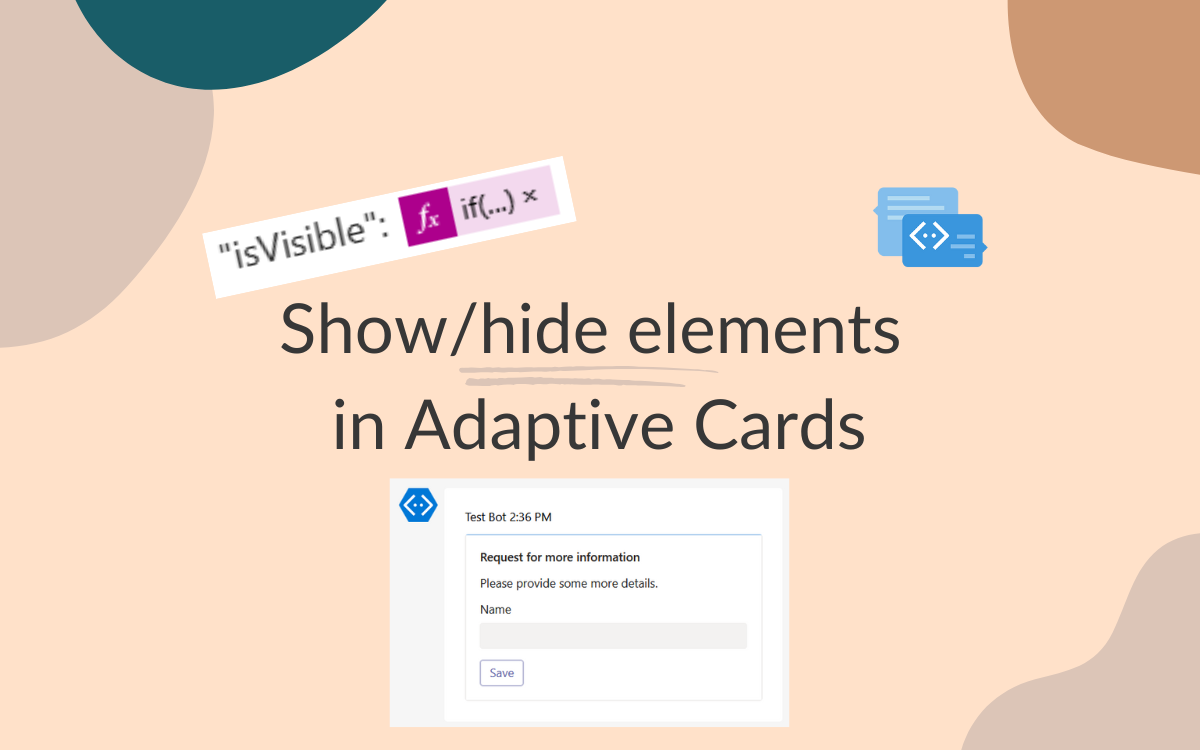 "isVisible": fx if(...) ×
Show/hide elements
in Adaptive Cards
Test Bot 2:36 PM
Request for more information
Please provide some more details.
Name
Save